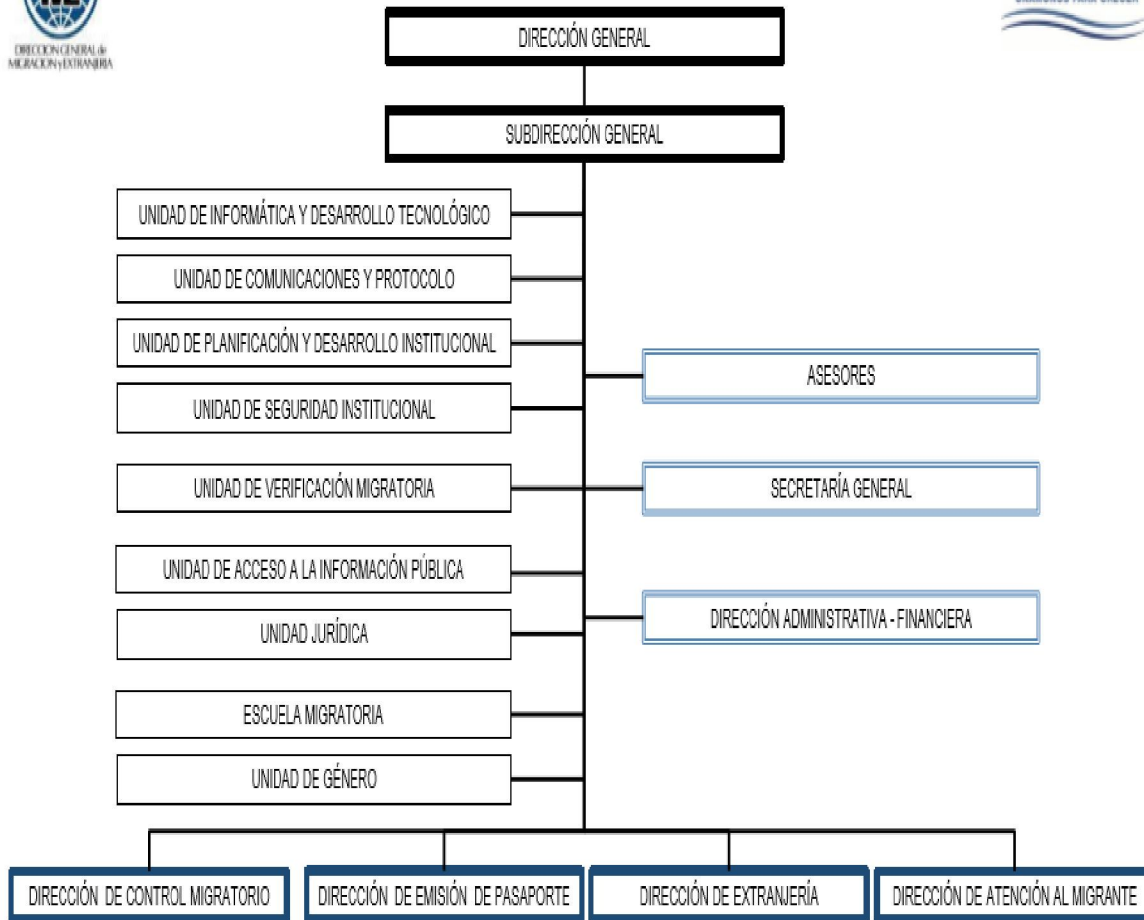 DIRECCIÓN GENERAL
DIRECCION GENERAL de
MIGRACION y EXTRANJERIA
SUBDIRECCIÓN GENERAL
UNIDAD DE INFORMÁTICA Y DESARROLLO TECNOLÓGICO
UNIDAD DE COMUNICACIONES Y PROTOCOLO
UNIDAD DE PLANIFICACIÓN Y DESARROLLO INSTITUCIONAL
ASESORES
UNIDAD DE SEGURIDAD INSTITUCIONAL
UNIDAD DE VERIFICACIÓN MIGRATORIA
SECRETARÍA GENERAL
UNIDAD DE ACCESO A LA INFORMACIÓN PÚBLICA
DIRECCIÓN ADMINISTRATIVA - FINANCIERA
UNIDAD JURÍDICA
ESCUELA MIGRATORIA
UNIDAD DE GÉNERO
DIRECCIÓN DE CONTROL MIGRATORIO
DIRECCIÓN DE EMISIÓN DE PASAPORTE
DIRECCIÓN DE EXTRANJERÍA
DIRECCIÓN DE ATENCIÓN AL MIGRANTE